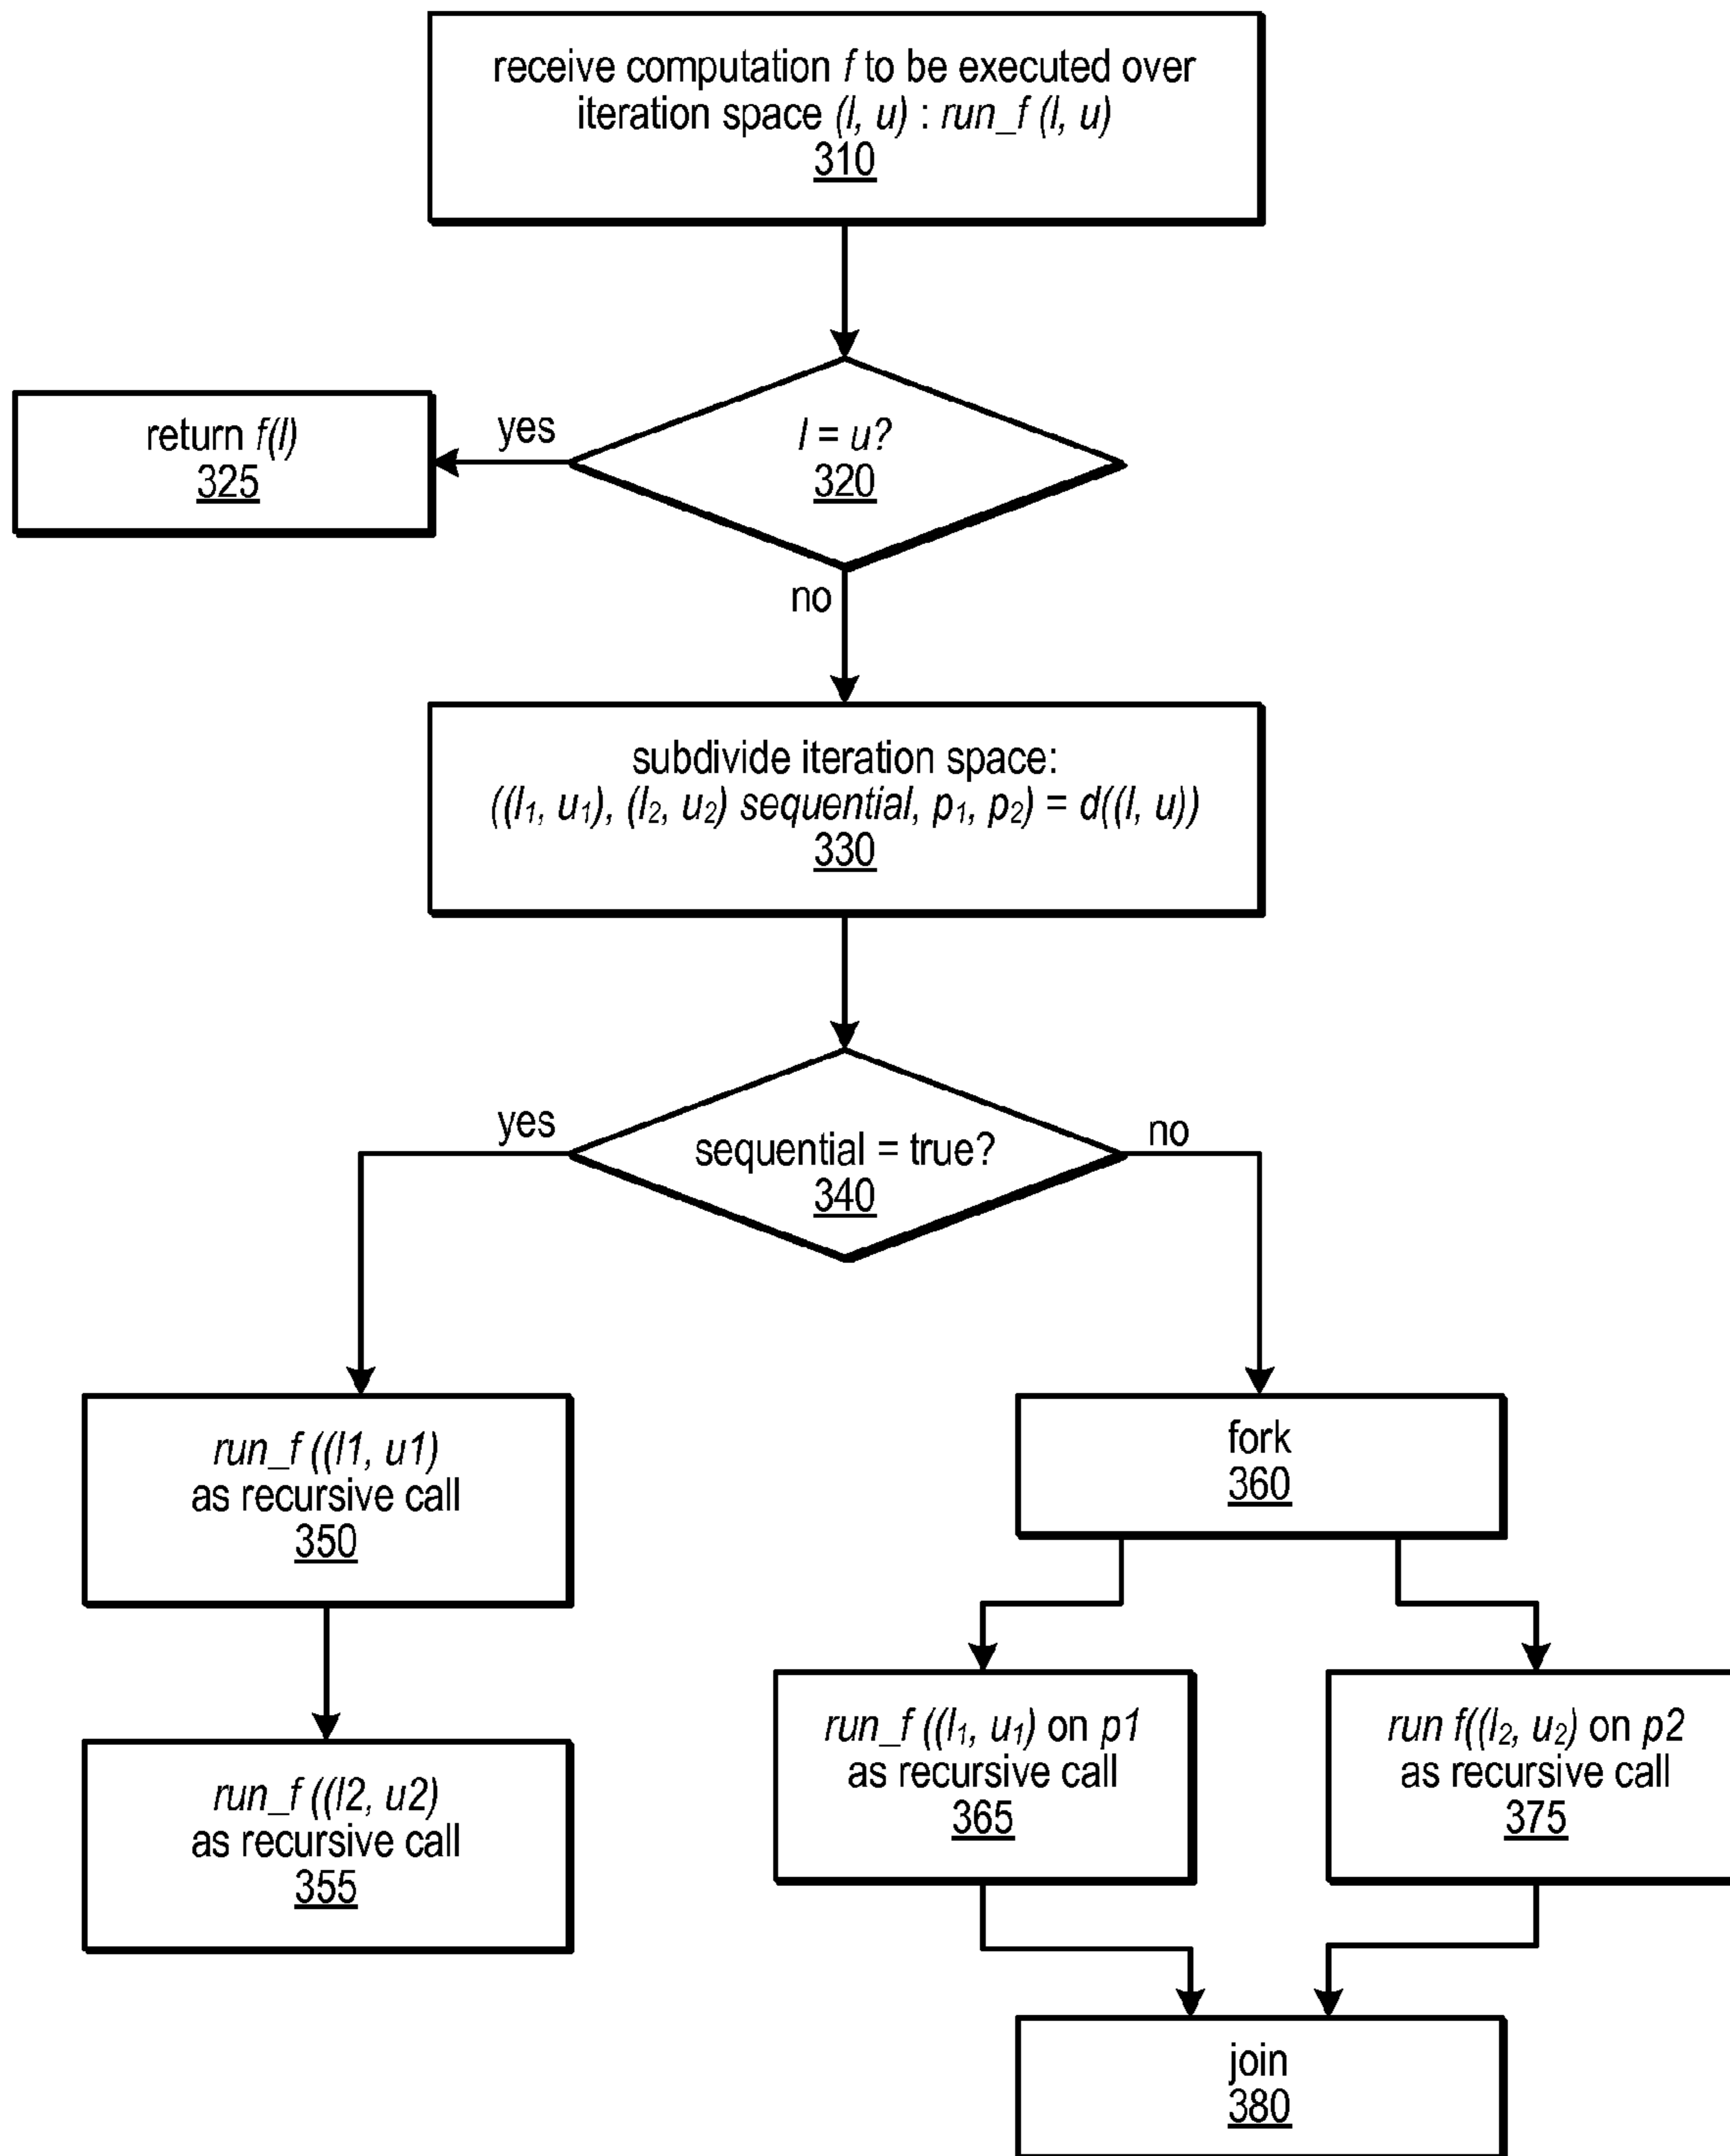 receive computation f to be executed over
iteration space (l, u) : run_f (l, u)
310
l = u?
320
yes
return f(l)
325
no
subdivide iteration space:
((l₁, u₁), (l₂, u₂) sequential, p₁, p₂) = d((l, u))
330
sequential = true?
340
yes
no
run_f ((l1, u1)
as recursive call
350
run_f ((l2, u2)
as recursive call
355
fork
360
run_f ((l₁, u₁) on p1
as recursive call
365
run f((l₂, u₂) on p2
as recursive call
375
join
380